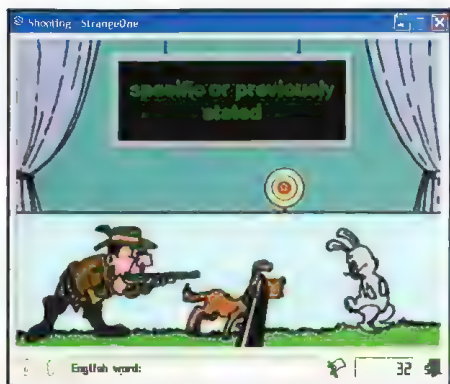 Shooting - StrangeOne
specific or previously
stated
English word:
32